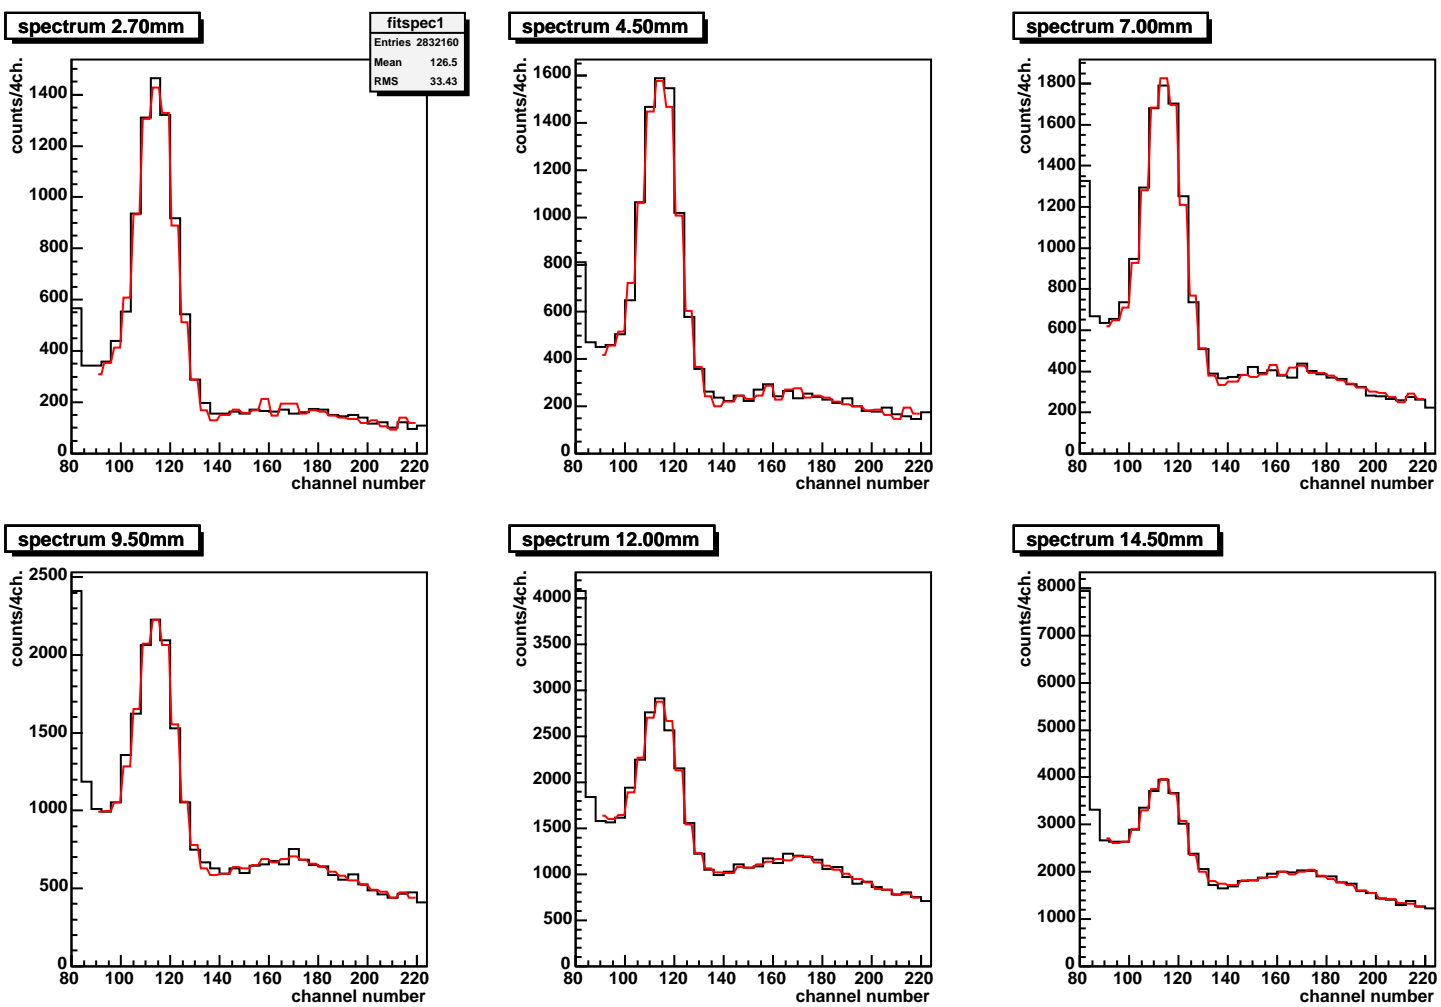 spectrum 2.70mm
fitspec1
Entries 2832160
Mean 126.5
RMS 33.43
counts/4ch.
1400
1200
1000
800
600
400
200
0
80 100 120 140 160 180 200 220
channel number
spectrum 4.50mm
counts/4ch.
1600
1400
1200
1000
800
600
400
200
0
80 100 120 140 160 180 200 220
channel number
spectrum 7.00mm
counts/4ch.
1800
1600
1400
1200
1000
800
600
400
200
0
80 100 120 140 160 180 200 220
channel number
spectrum 9.50mm
counts/4ch.
2500
2000
1500
1000
500
0
80 100 120 140 160 180 200 220
channel number
spectrum 12.00mm
counts/4ch.
4000
3500
3000
2500
2000
1500
1000
500
0
80 100 120 140 160 180 200 220
channel number
spectrum 14.50mm
counts/4ch.
8000
7000
6000
5000
4000
3000
2000
1000
0
80 100 120 140 160 180 200 220
channel number